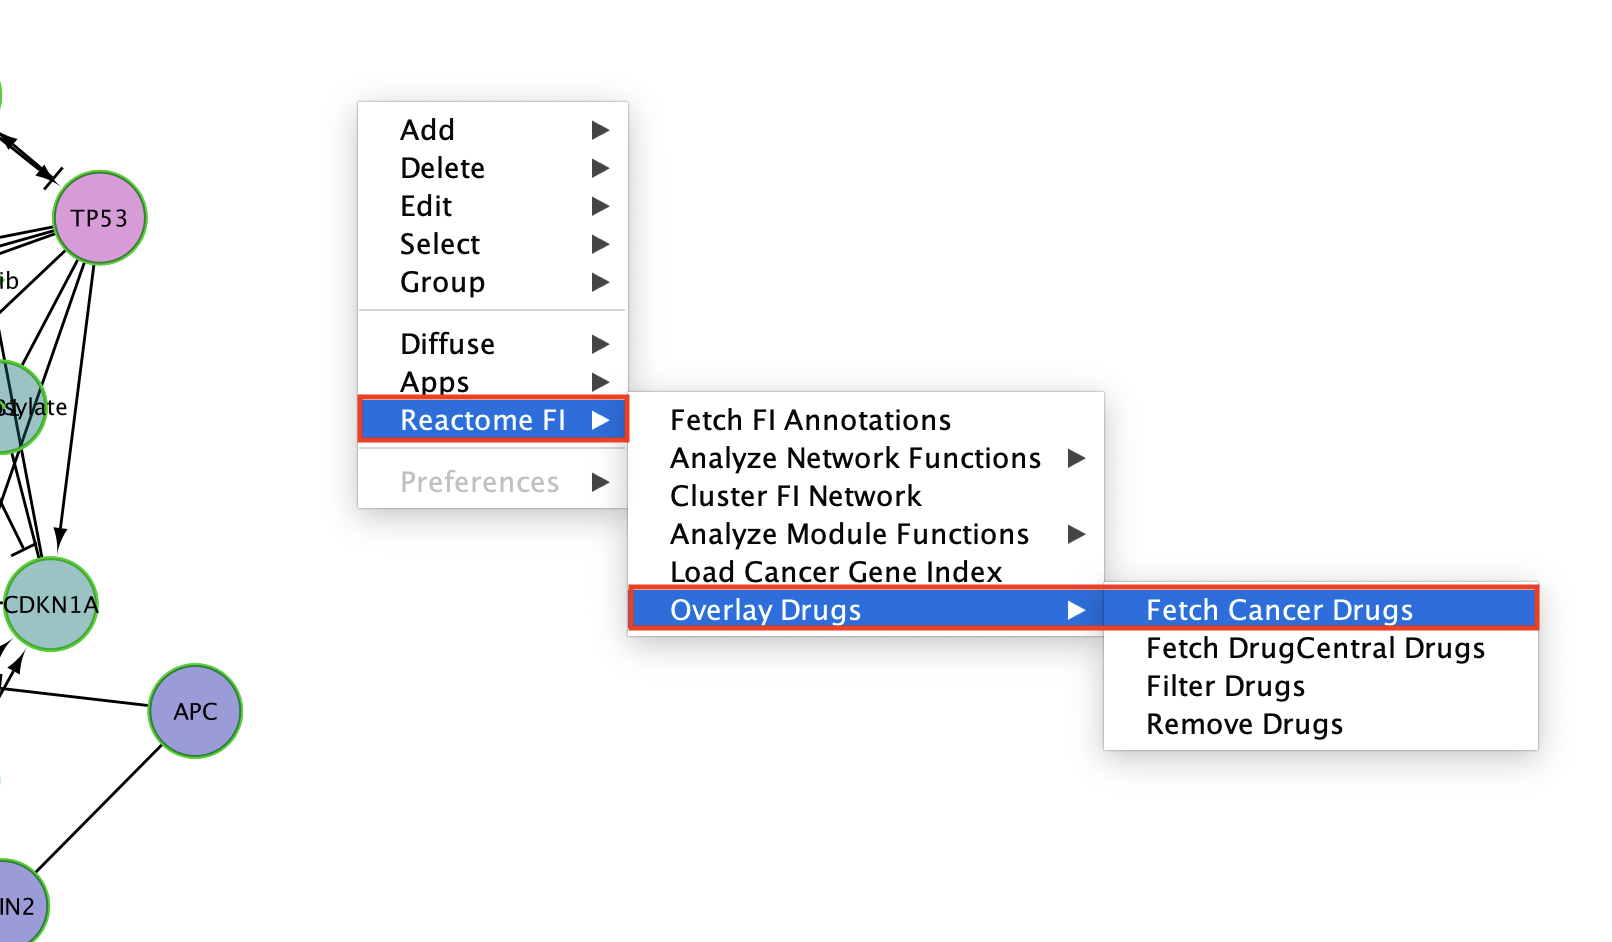 TP53
ib
sylate
CDKN1A
APC
IN2
Add
Delete
Edit
Select
Group
Diffuse
Apps
Reactome FI
Preferences
Fetch FI Annotations
Analyze Network Functions
Cluster FI Network
Analyze Module Functions
Load Cancer Gene Index
Overlay Drugs
Fetch Cancer Drugs
Fetch DrugCentral Drugs
Filter Drugs
Remove Drugs